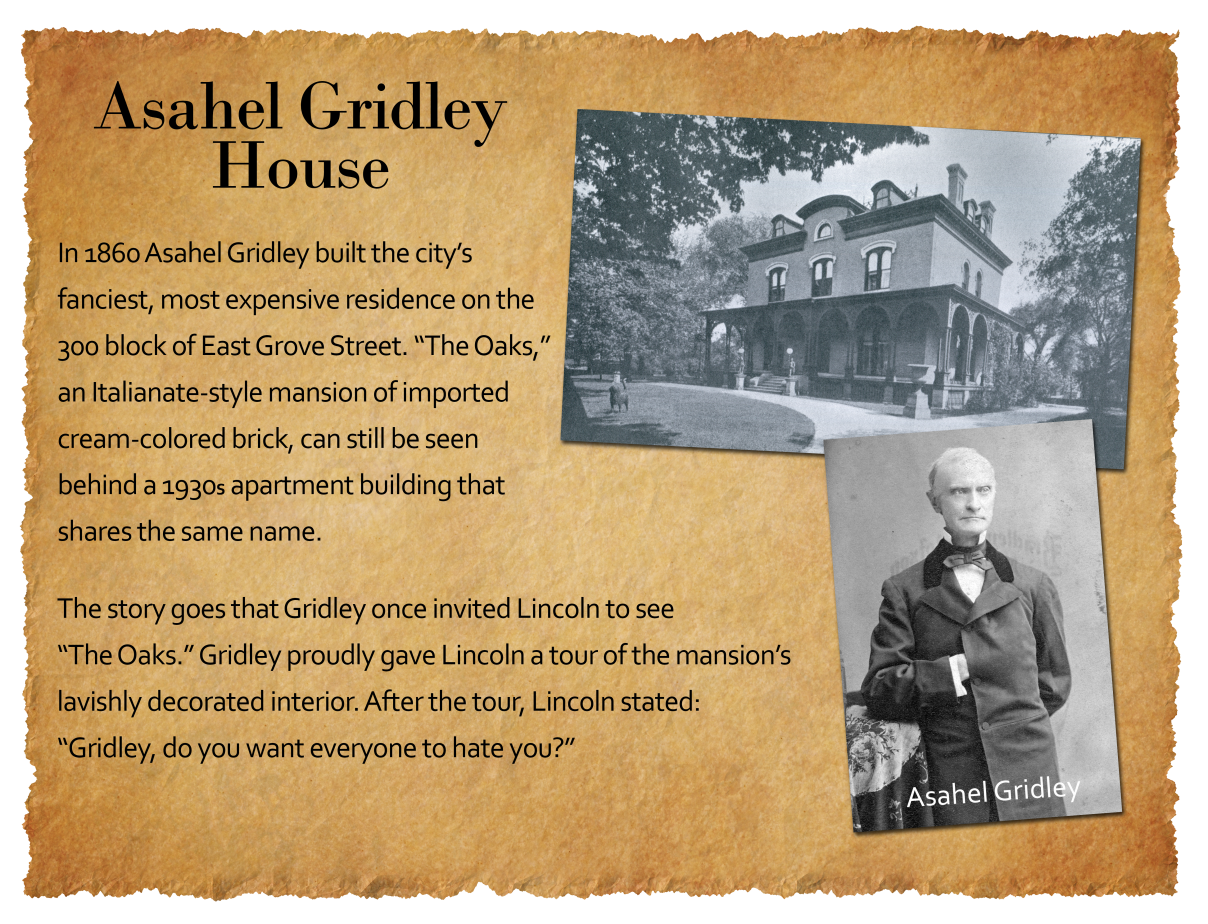 Asahel Gridley
House
In 1860 Asahel Gridley built the city’s
fanciest, most expensive residence on the
300 block of East Grove Street. “The Oaks,”
an Italianate-style mansion of imported
cream-colored brick, can still be seen
behind a 1930s apartment building that
shares the same name.
The story goes that Gridley once invited Lincoln to see
“The Oaks.” Gridley proudly gave Lincoln a tour of the mansion’s
lavishly decorated interior. After the tour, Lincoln stated:
“Gridley, do you want everyone to hate you?”
Asahel Gridley